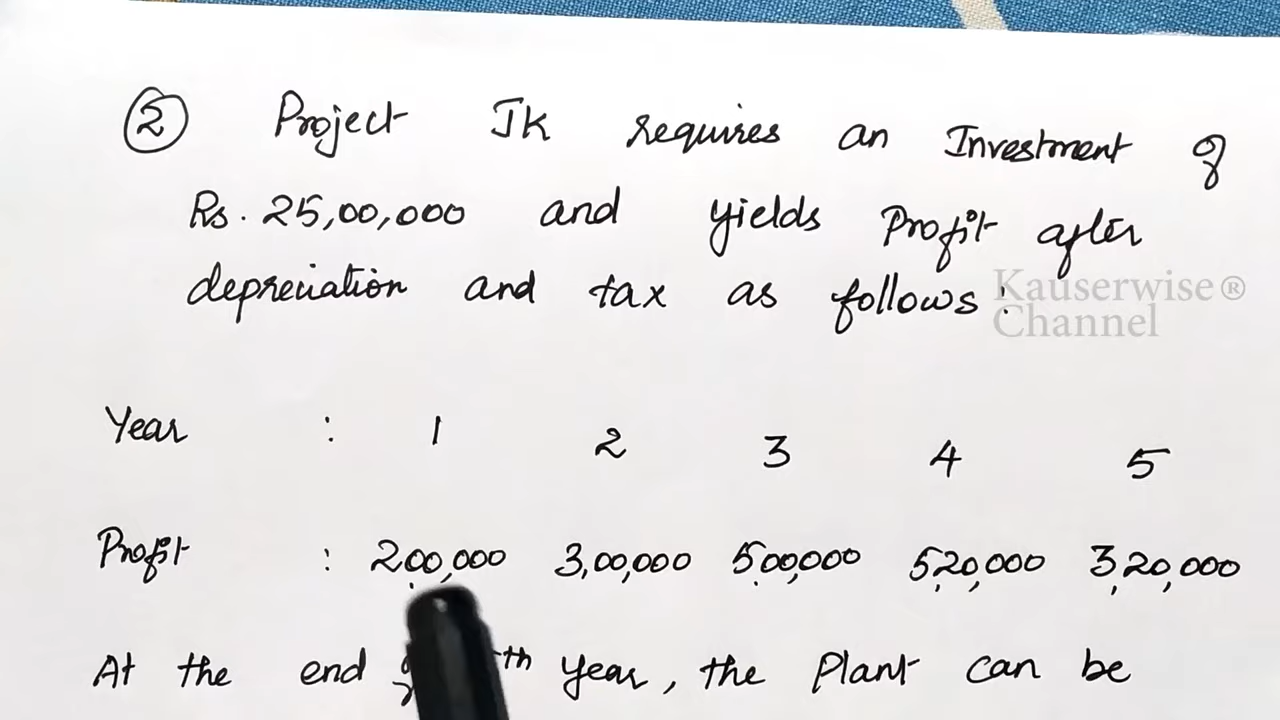 2 Project JK requires an Investment of
Rs. 25,00,000 and yields Profit after
depreciation and tax as follows :
Kauserwise®
Channel
Year : 1 2 3 4 5
Profit : 2,00,000 3,00,000 5,00,000 5,20,000 3,20,000
At the end th year, the Plant can be